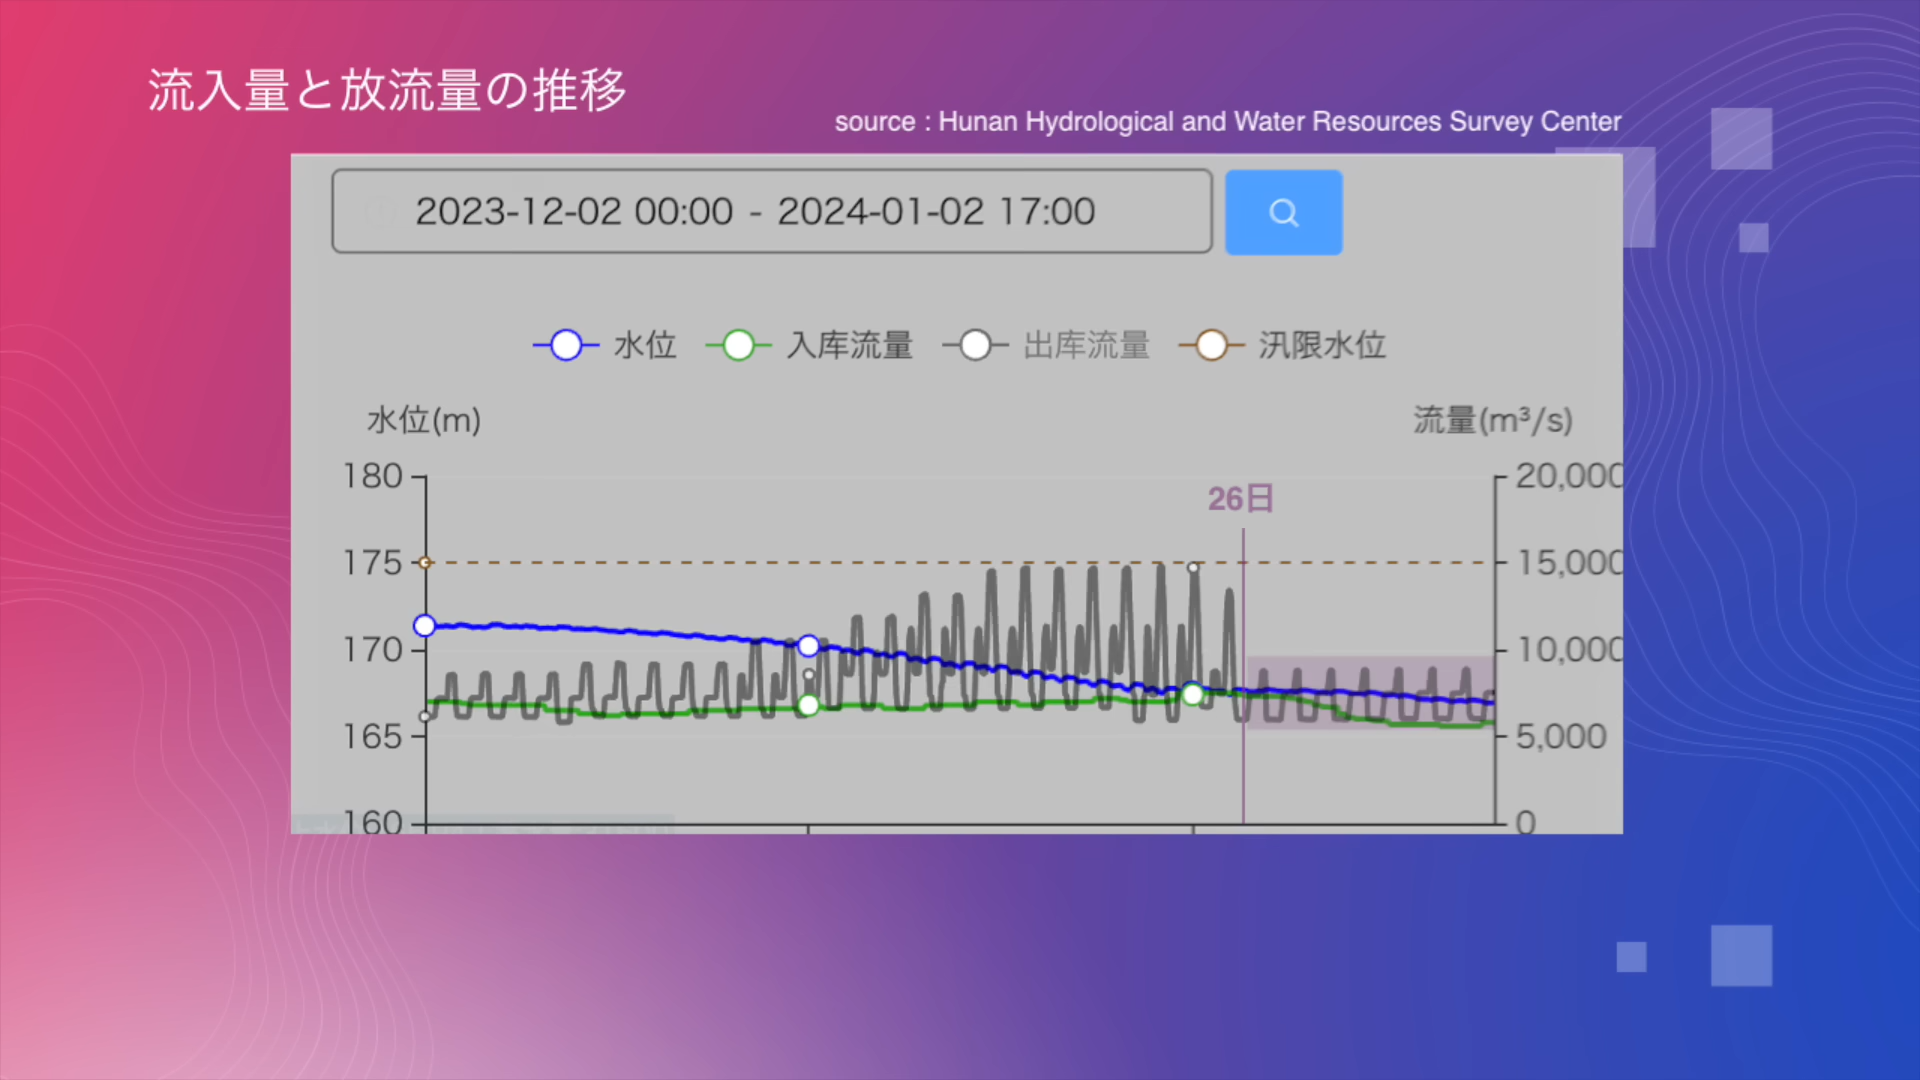 流入量と放流量の推移
source : Hunan Hydrological and Water Resources Survey Center
2023-12-02 00:00 - 2024-01-02 17:00
水位 入库流量 出库流量 汛限水位
水位(m) 流量(m³/s)
180 20,000
26日
175 15,000
170 10,000
165 5,000
160 0